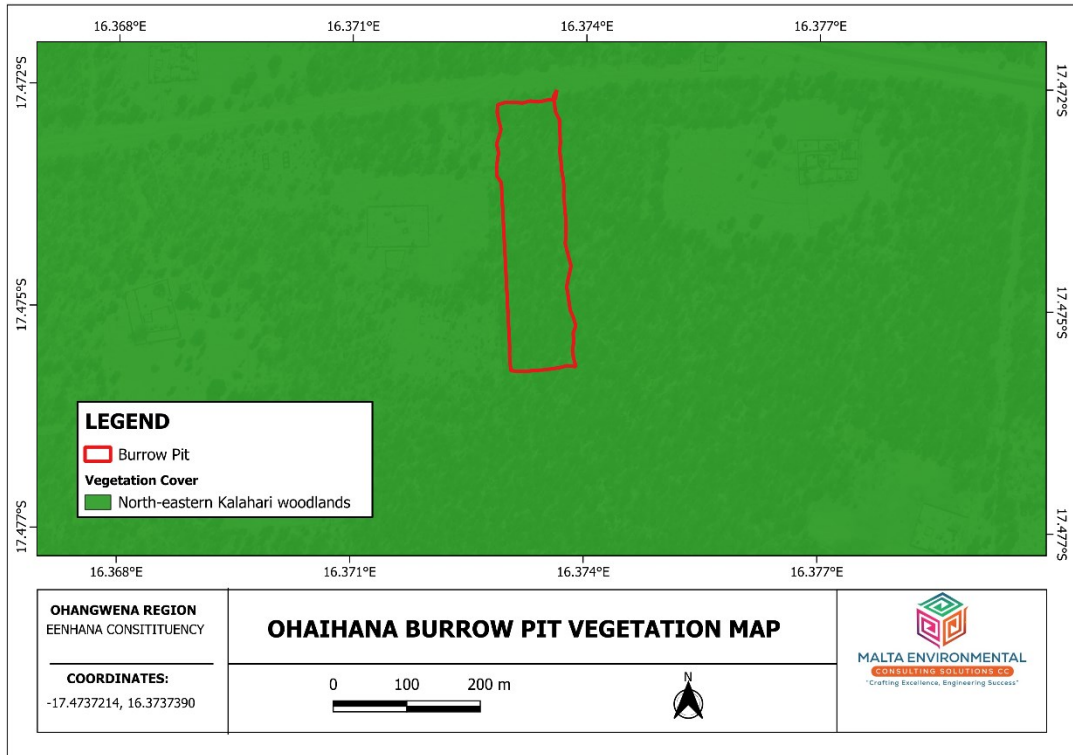 16.368°E 16.371°E 16.374°E 16.377°E
17.472°S 17.472°S
17.475°S 17.475°S
17.477°S 17.477°S
LEGEND
Burrow Pit
Vegetation Cover
North-eastern Kalahari woodlands
16.368°E 16.371°E 16.374°E 16.377°E
OHANGWENA REGION
EENHANA CONSITITUENCY
COORDINATES:
-17.4737214, 16.3737390
OHAIHANA BURROW PIT VEGETATION MAP
0 100 200 m
N
MALTA ENVIRONMENTAL
CONSULTING SOLUTIONS CC
"Crafting Excellence, Engineering Success"